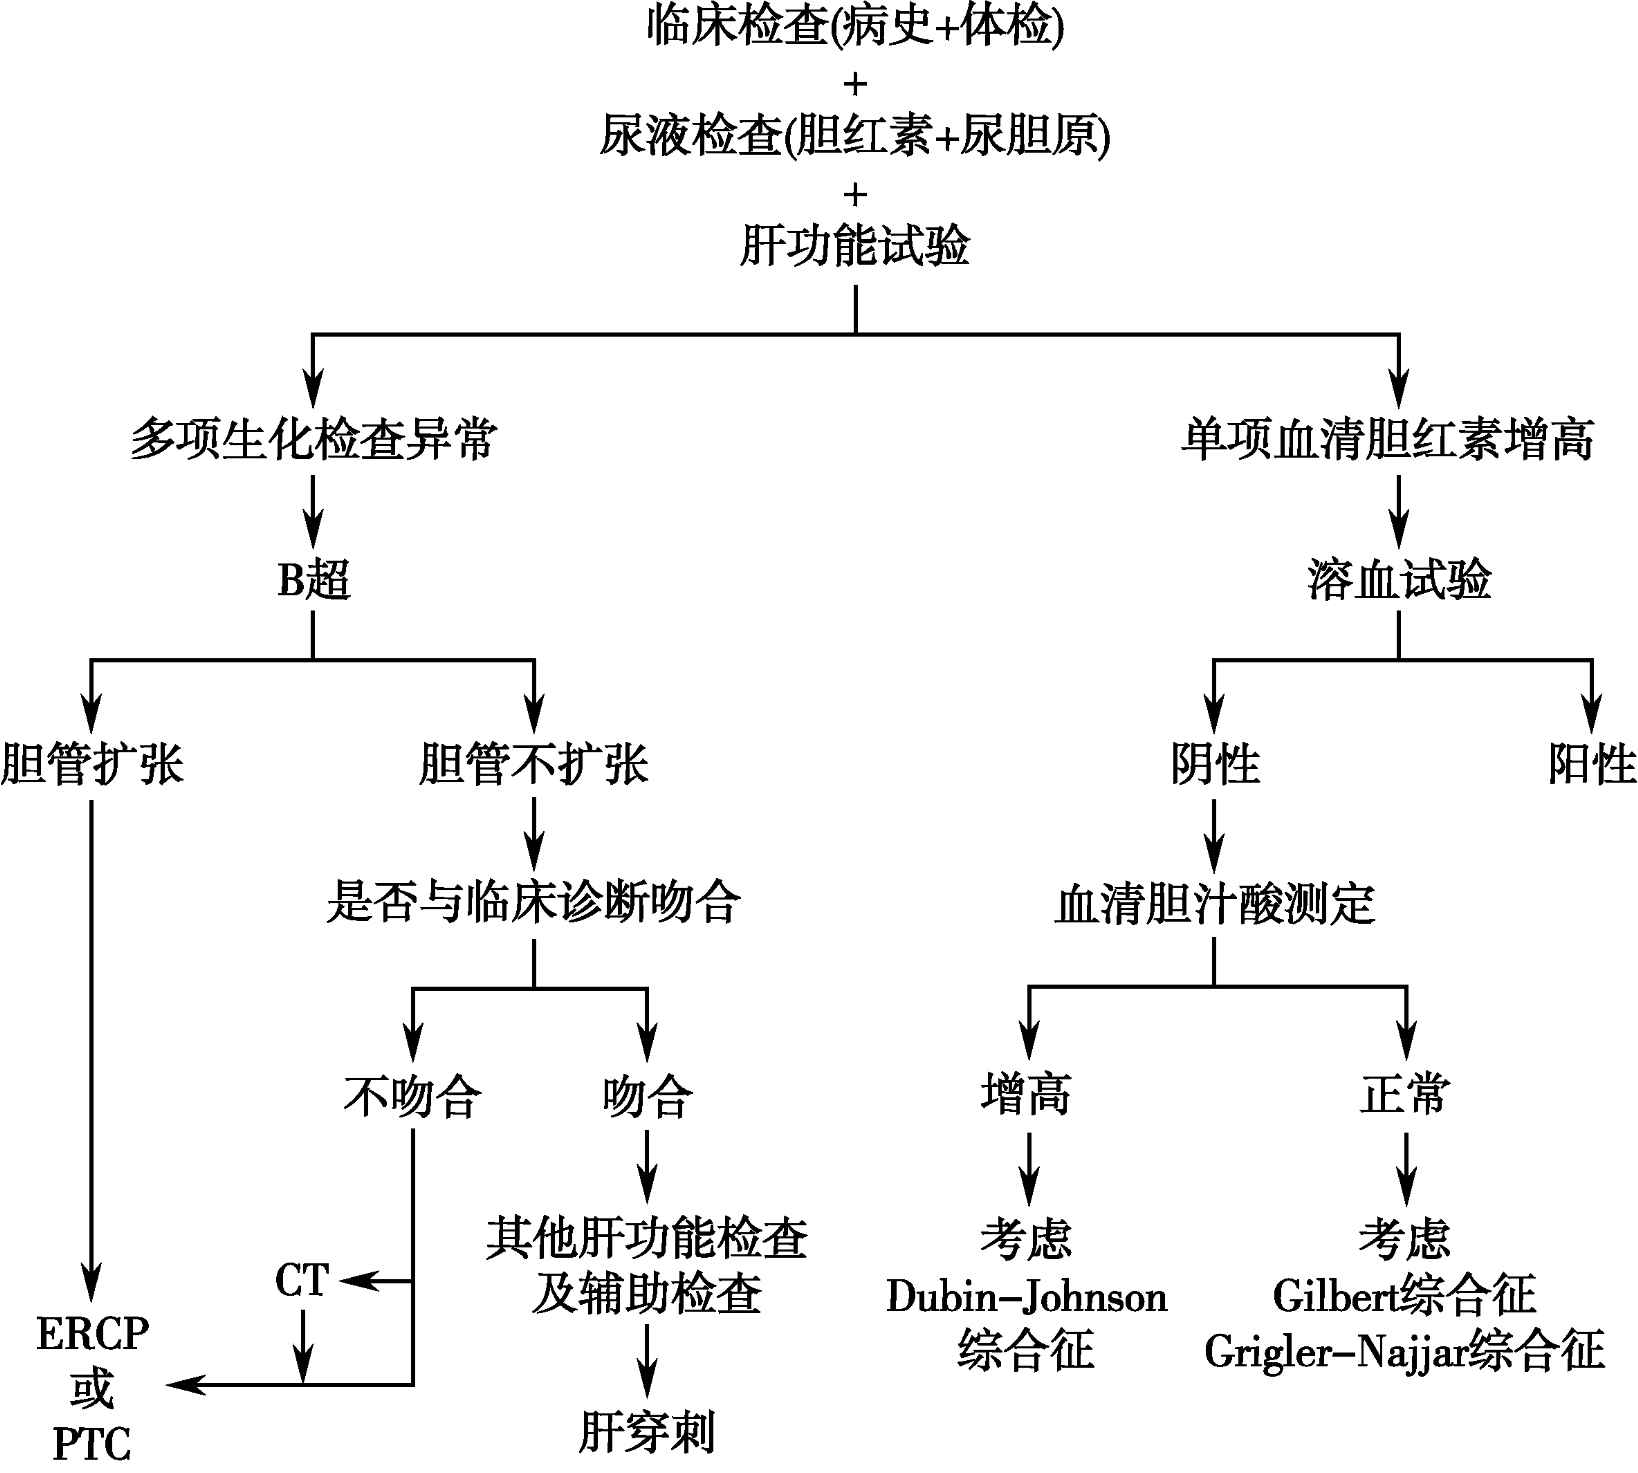 临床检查(病史+体检)
+
尿液检查(胆红素+尿胆原)
+
肝功能试验
多项生化检查异常
单项血清胆红素增高
B超
溶血试验
胆管扩张
胆管不扩张
阴性
阳性
是否与临床诊断吻合
血清胆汁酸测定
不吻合
吻合
增高
正常
其他肝功能检查
及辅助检查
考虑
Dubin-Johnson
综合征
考虑
Gilbert综合征
Grigler-Najjar综合征
CT
ERCP
或
PTC
肝穿刺